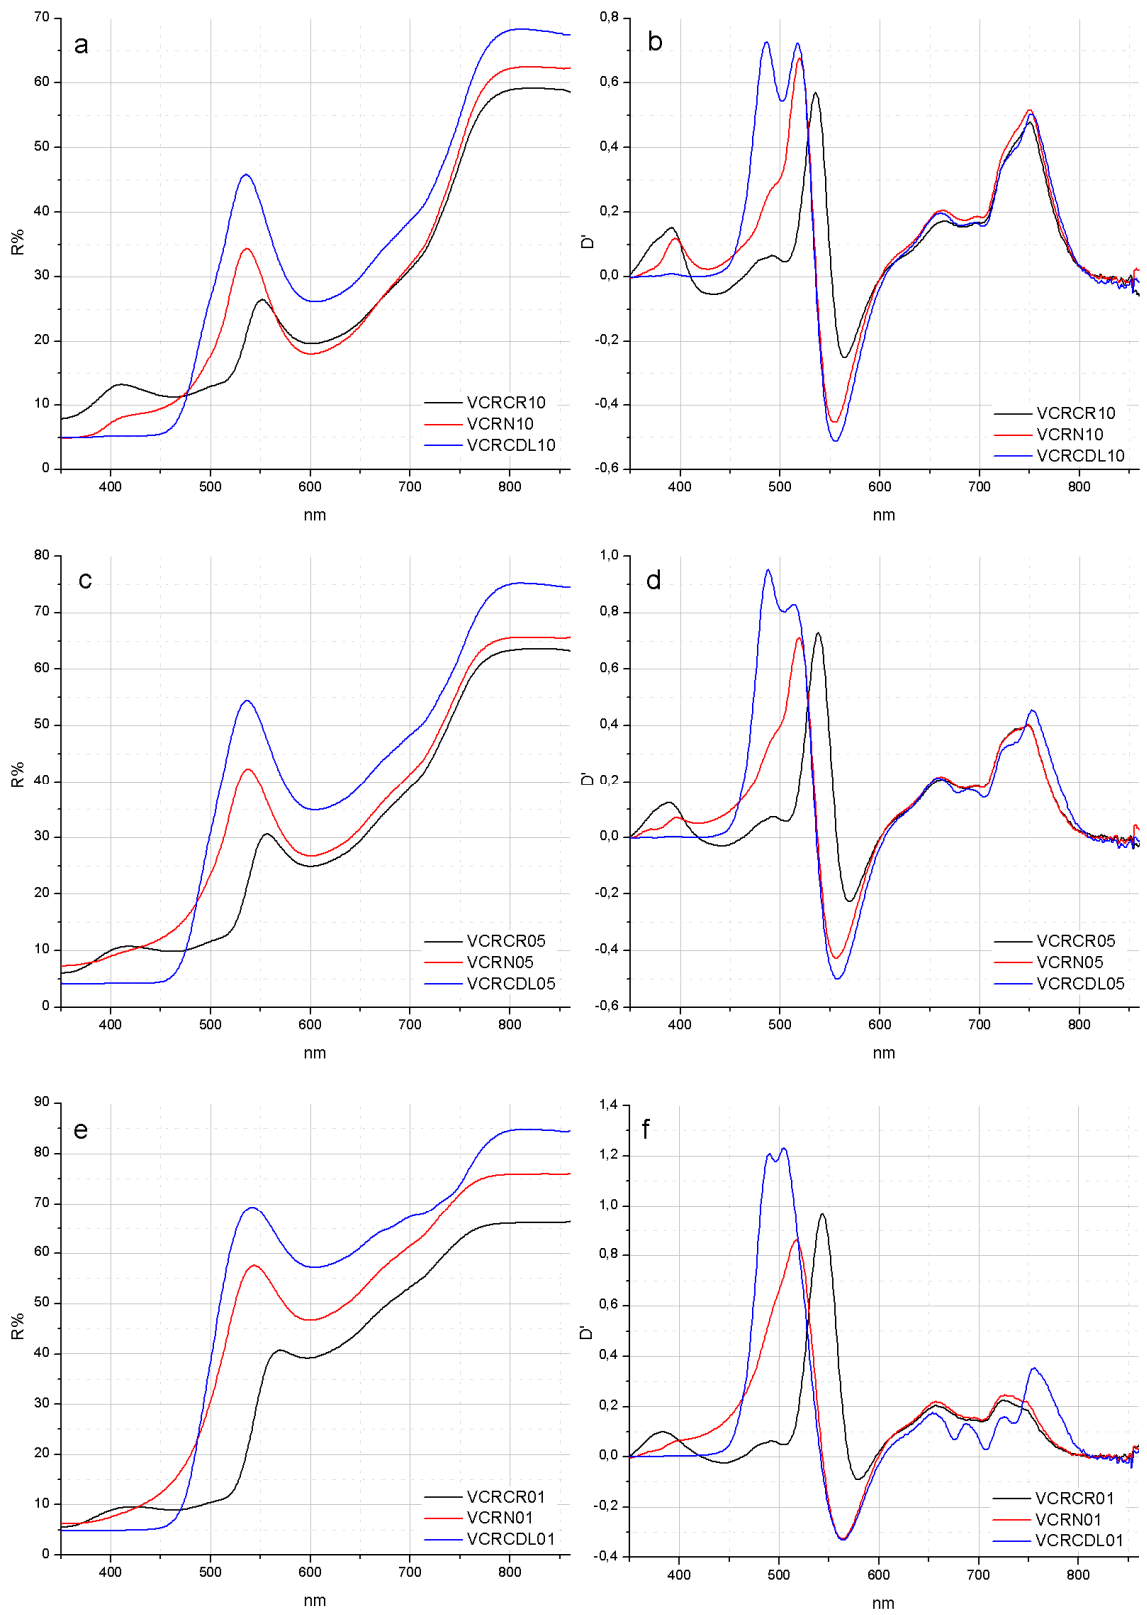 a
70
60
50
40
30
20
10
0
R%
400 500 600 700 800
nm
VCRCR10
VCRN10
VCRCDL10
b
0,8
0,6
0,4
0,2
0,0
-0,2
-0,4
-0,6
D'
400 500 600 700 800
nm
VCRCR10
VCRN10
VCRCDL10
c
80
70
60
50
40
30
20
10
0
R%
400 500 600 700 800
nm
VCRCR05
VCRN05
VCRCDL05
d
1,0
0,8
0,6
0,4
0,2
0,0
-0,2
-0,4
-0,6
D'
400 500 600 700 800
nm
VCRCR05
VCRN05
VCRCDL05
e
90
80
70
60
50
40
30
20
10
0
R%
400 500 600 700 800
nm
VCRCR01
VCRN01
VCRCDL01
f
1,4
1,2
1,0
0,8
0,6
0,4
0,2
0,0
-0,2
-0,4
D'
400 500 600 700 800
nm
VCRCR01
VCRN01
VCRCDL01